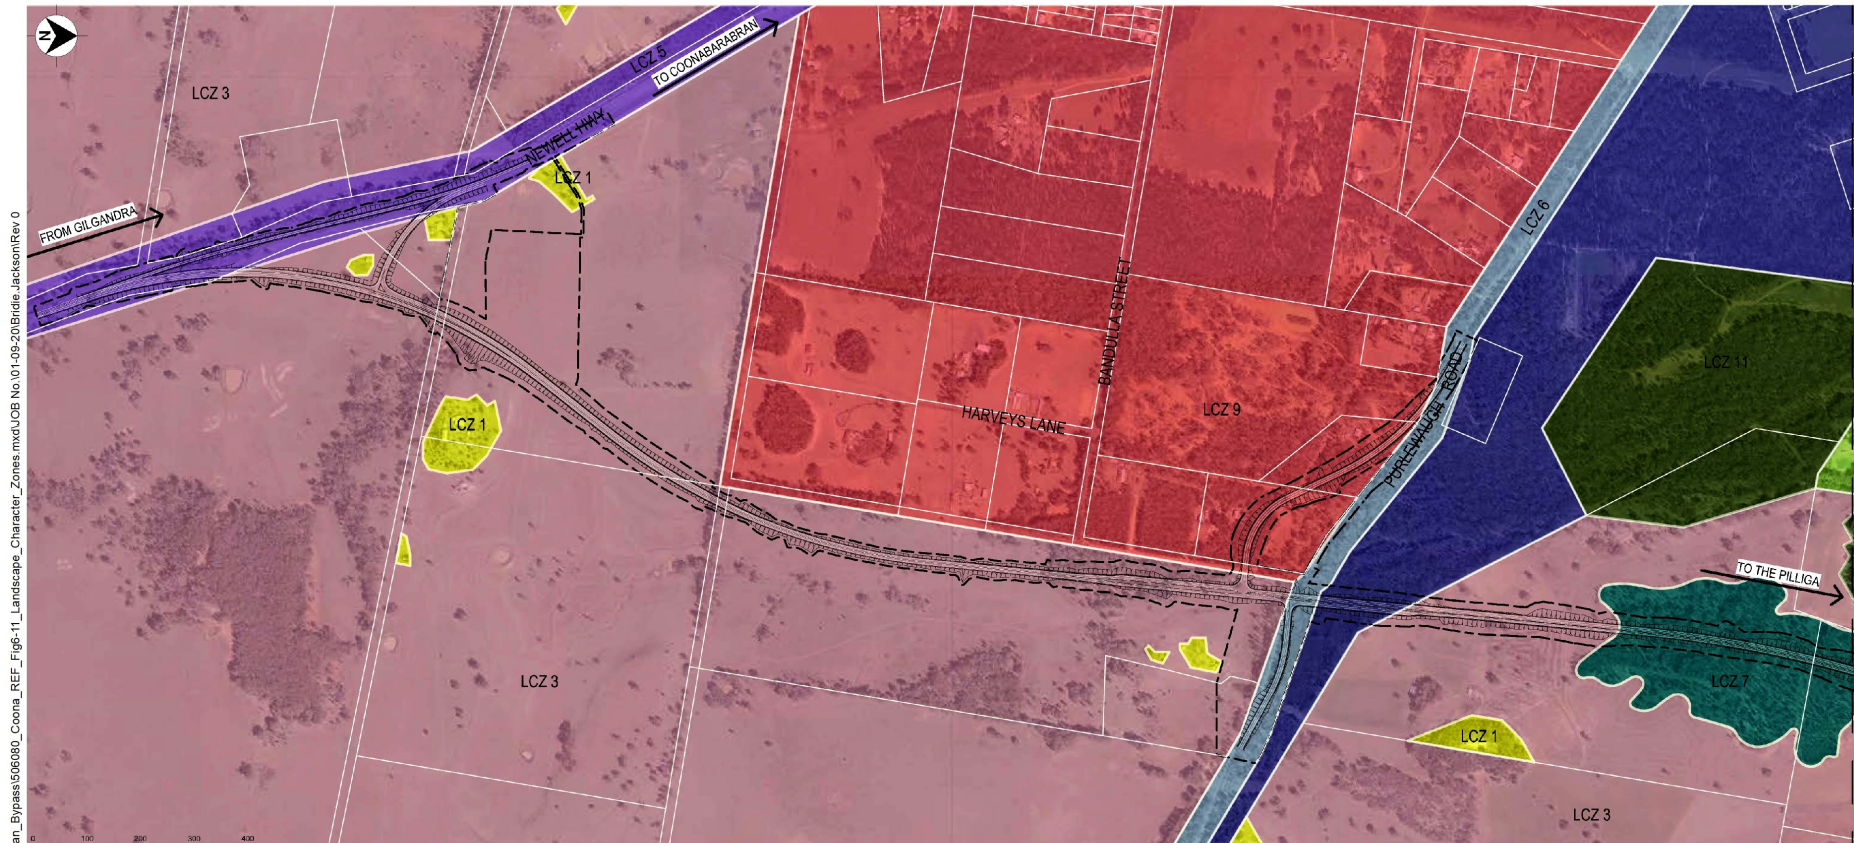 N
LCZ 3
LCZ 5
TO COONABARABRAN
NEWELL HWY
LCZ 1
FROM GILGANDRA
LCZ 6
BANDULLA STREET
LCZ 11
PURLEWAUGH ROAD
LCZ 9
HARVEYS LANE
LCZ 1
TO THE PILLIGA
LCZ 3
LCZ 7
LCZ 1
LCZ 3
0 100 200 300 400
an_Bypass\506080_Coona_REF_Fig6-11_Landscape_Character_Zones.mxd\JOB No.\01-09-20\Bridie.Jackson\Rev 0